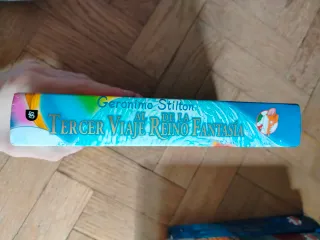 Geronimo Stilton
TERCER VIAJE AL REINO DE LA FANTASÍA